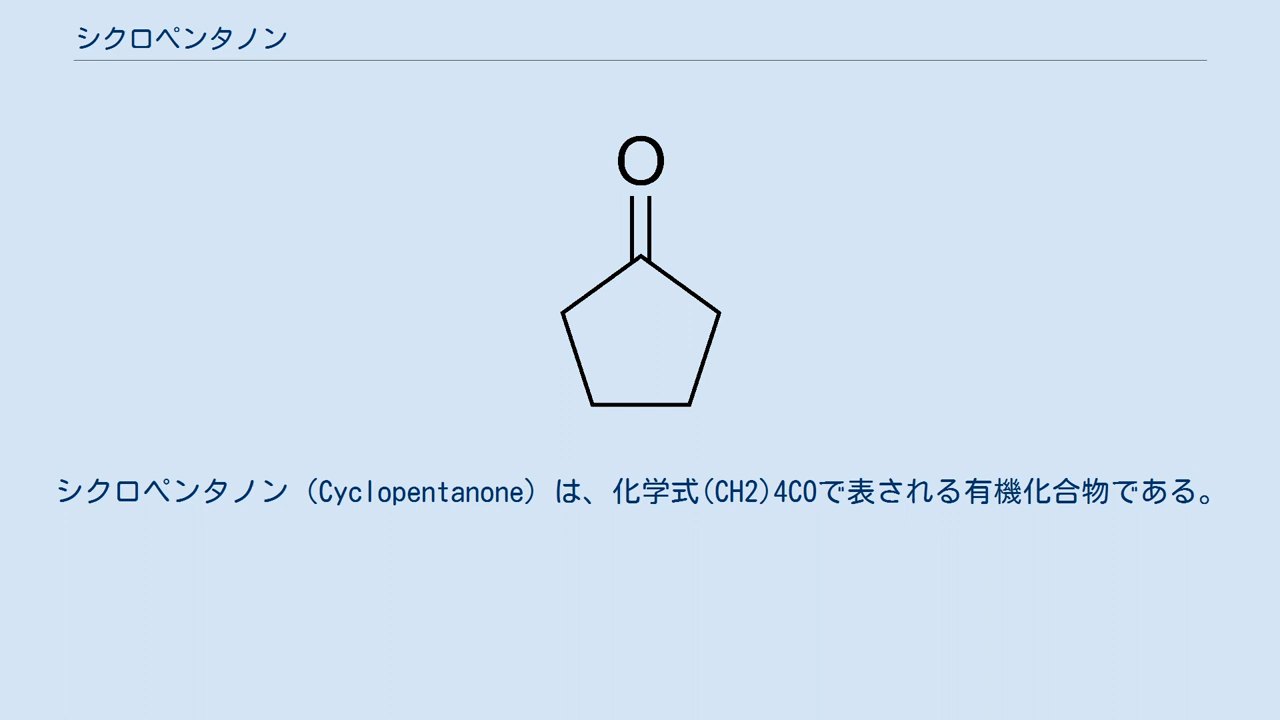 シクロペンタノン
O
シクロペンタノン（Cyclopentanone）は、化学式(CH2)4COで表される有機化合物である。